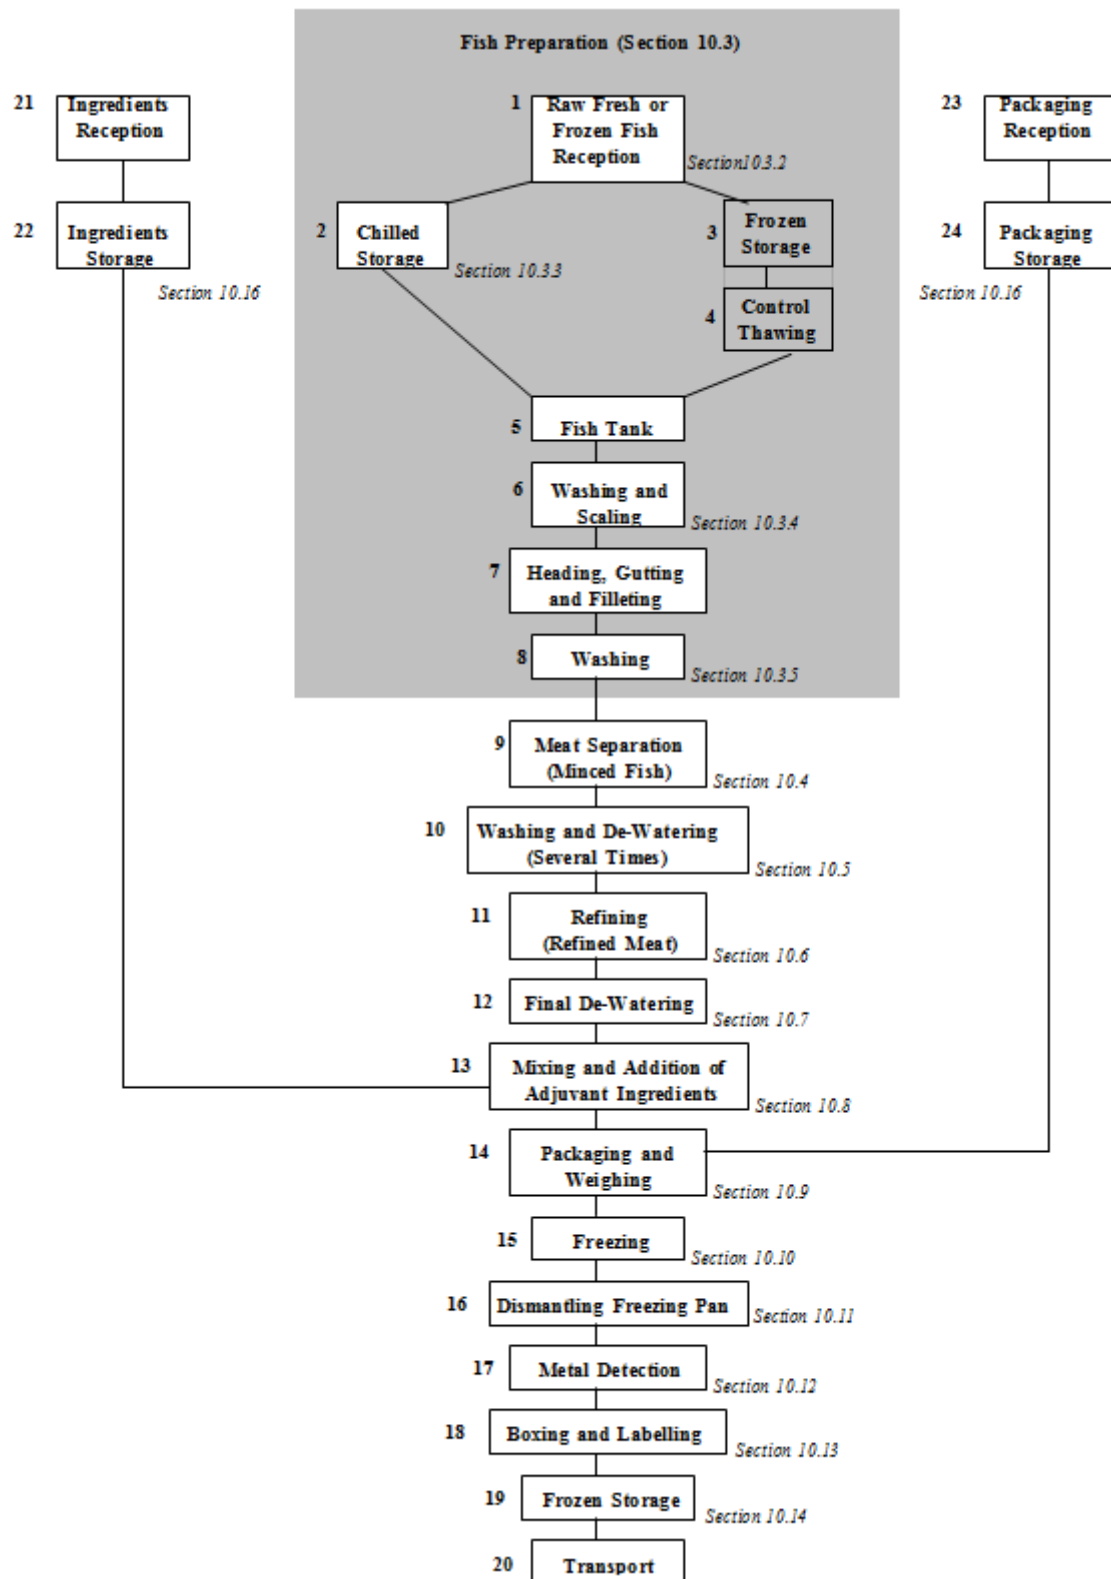 Fish Preparation (Section 10.3)
21
Ingredients
Reception
1
Raw Fresh or
Frozen Fish
Reception
Section10.3.2
23
Packaging
Reception
22
Ingredients
Storage
Section 10.16
2
Chilled
Storage
Section 10.3.3
3
Frozen
Storage
24
Packaging
Storage
Section 10.16
4
Control
Thawing
5
Fish Tank
6
Washing and
Scaling
Section 10.3.4
7
Heading, Gutting
and Filleting
8
Washing
Section 10.3.5
9
Meat Separation
(Minced Fish)
Section 10.4
10
Washing and De-Watering
(Several Times)
Section 10.5
11
Refining
(Refined Meat)
Section 10.6
12
Final De-Watering
Section 10.7
13
Mixing and Addition of
Adjuvant Ingredients
Section 10.8
14
Packaging and
Weighing
Section 10.9
15
Freezing
Section 10.10
16
Dismantling Freezing Pan
Section 10.11
17
Metal Detection
Section 10.12
18
Boxing and Labelling
Section 10.13
19
Frozen Storage
Section 10.14
20
Transport